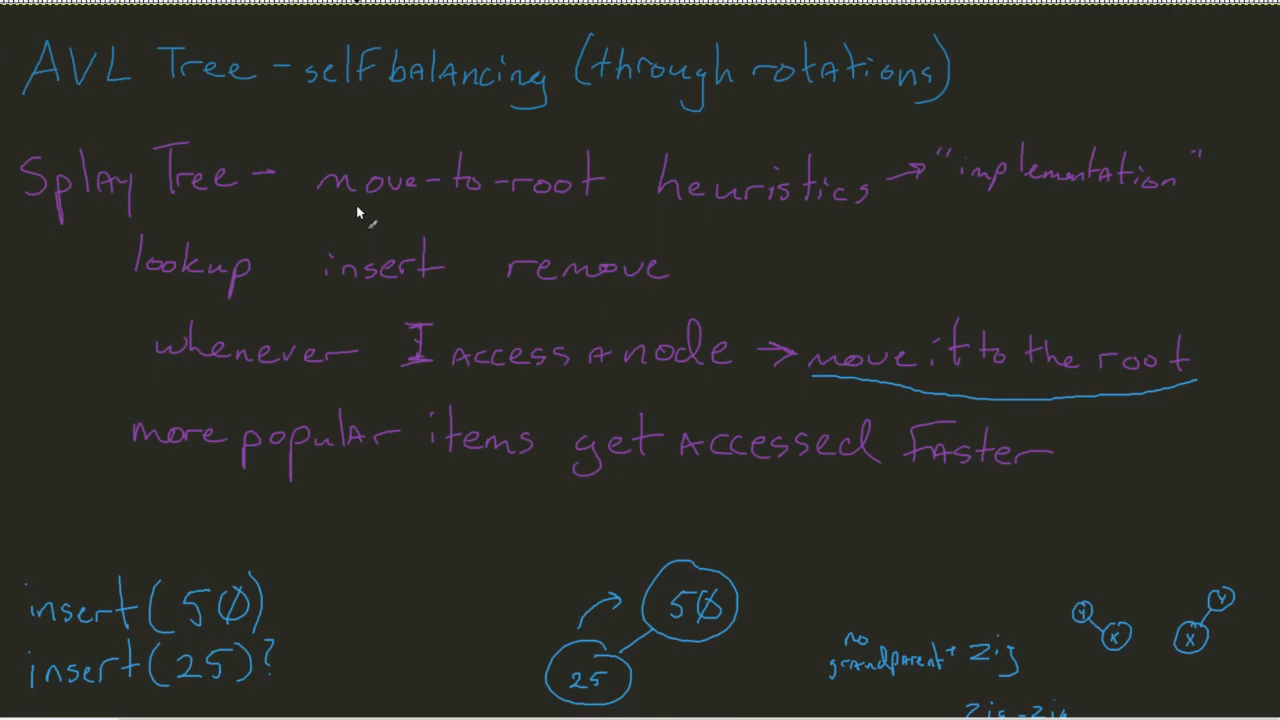 AVL Tree - self balancing (through rotations)
Splay Tree - move-to-root heuristics → "implementation"
lookup insert remove
whenever I access a node → move it to the root
more popular items get accessed faster
insert(50)
insert(25)?
50
25
no
grandparent
zig
Y
X
Y
X
zig-zig